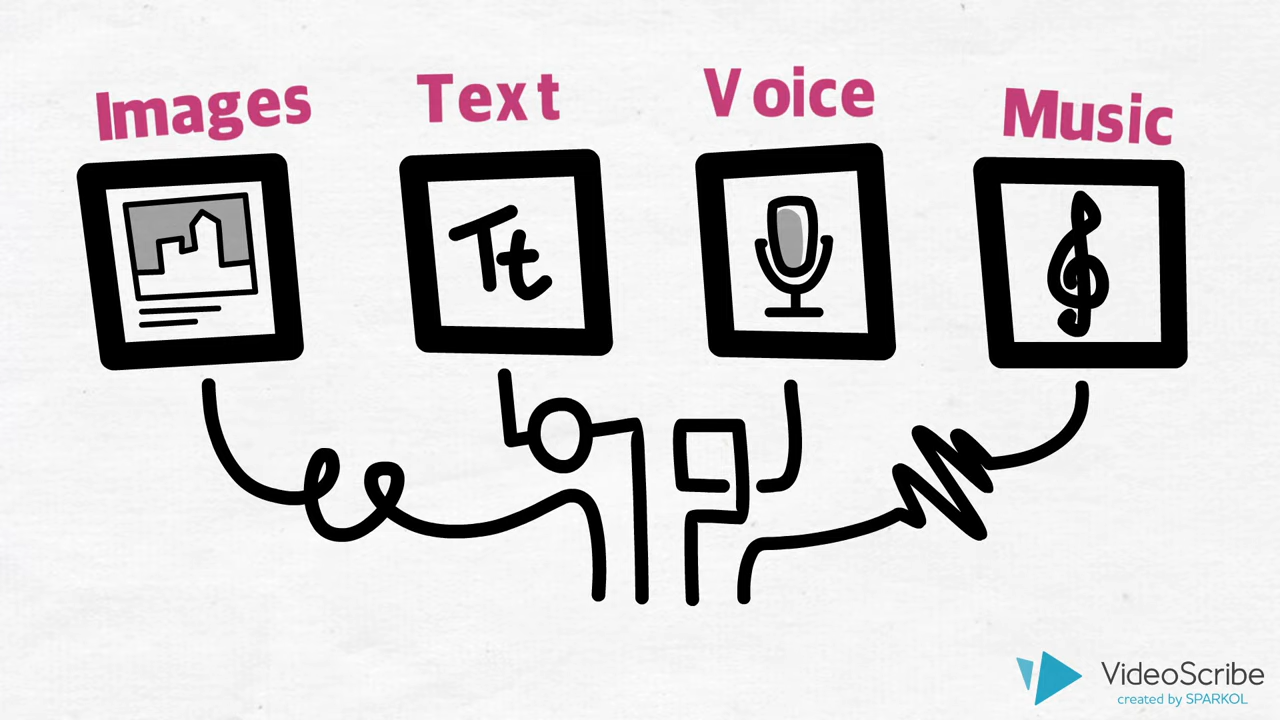 Images
Text
Voice
Music
Tt
VideoScribe
created by SPARKOL